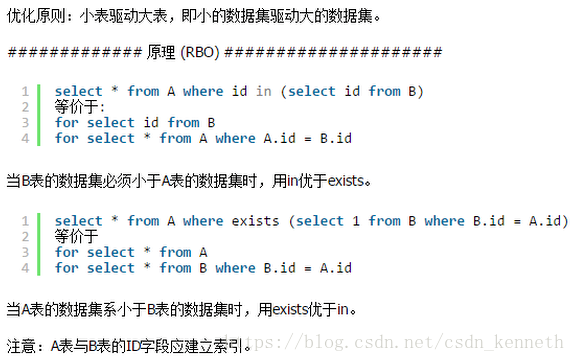 优化原则：小表驱动大表，即小的数据集驱动大的数据集。
############# 原理 (RBO) #####################
1 select * from A where id in (select id from B)
2 等价于:
3 for select id from B
4 for select * from A where A.id = B.id
当B表的数据集必须小于A表的数据集时，用in优于exists。
1 select * from A where exists (select 1 from B where B.id = A.id)
2 等价于
3 for select * from A
4 for select * from B where B.id = A.id
当A表的数据集系小于B表的数据集时，用exists优于in。
注意：A表与B表的ID字段应建立索引。
https://blog.csdn.net/csdn_kenneth